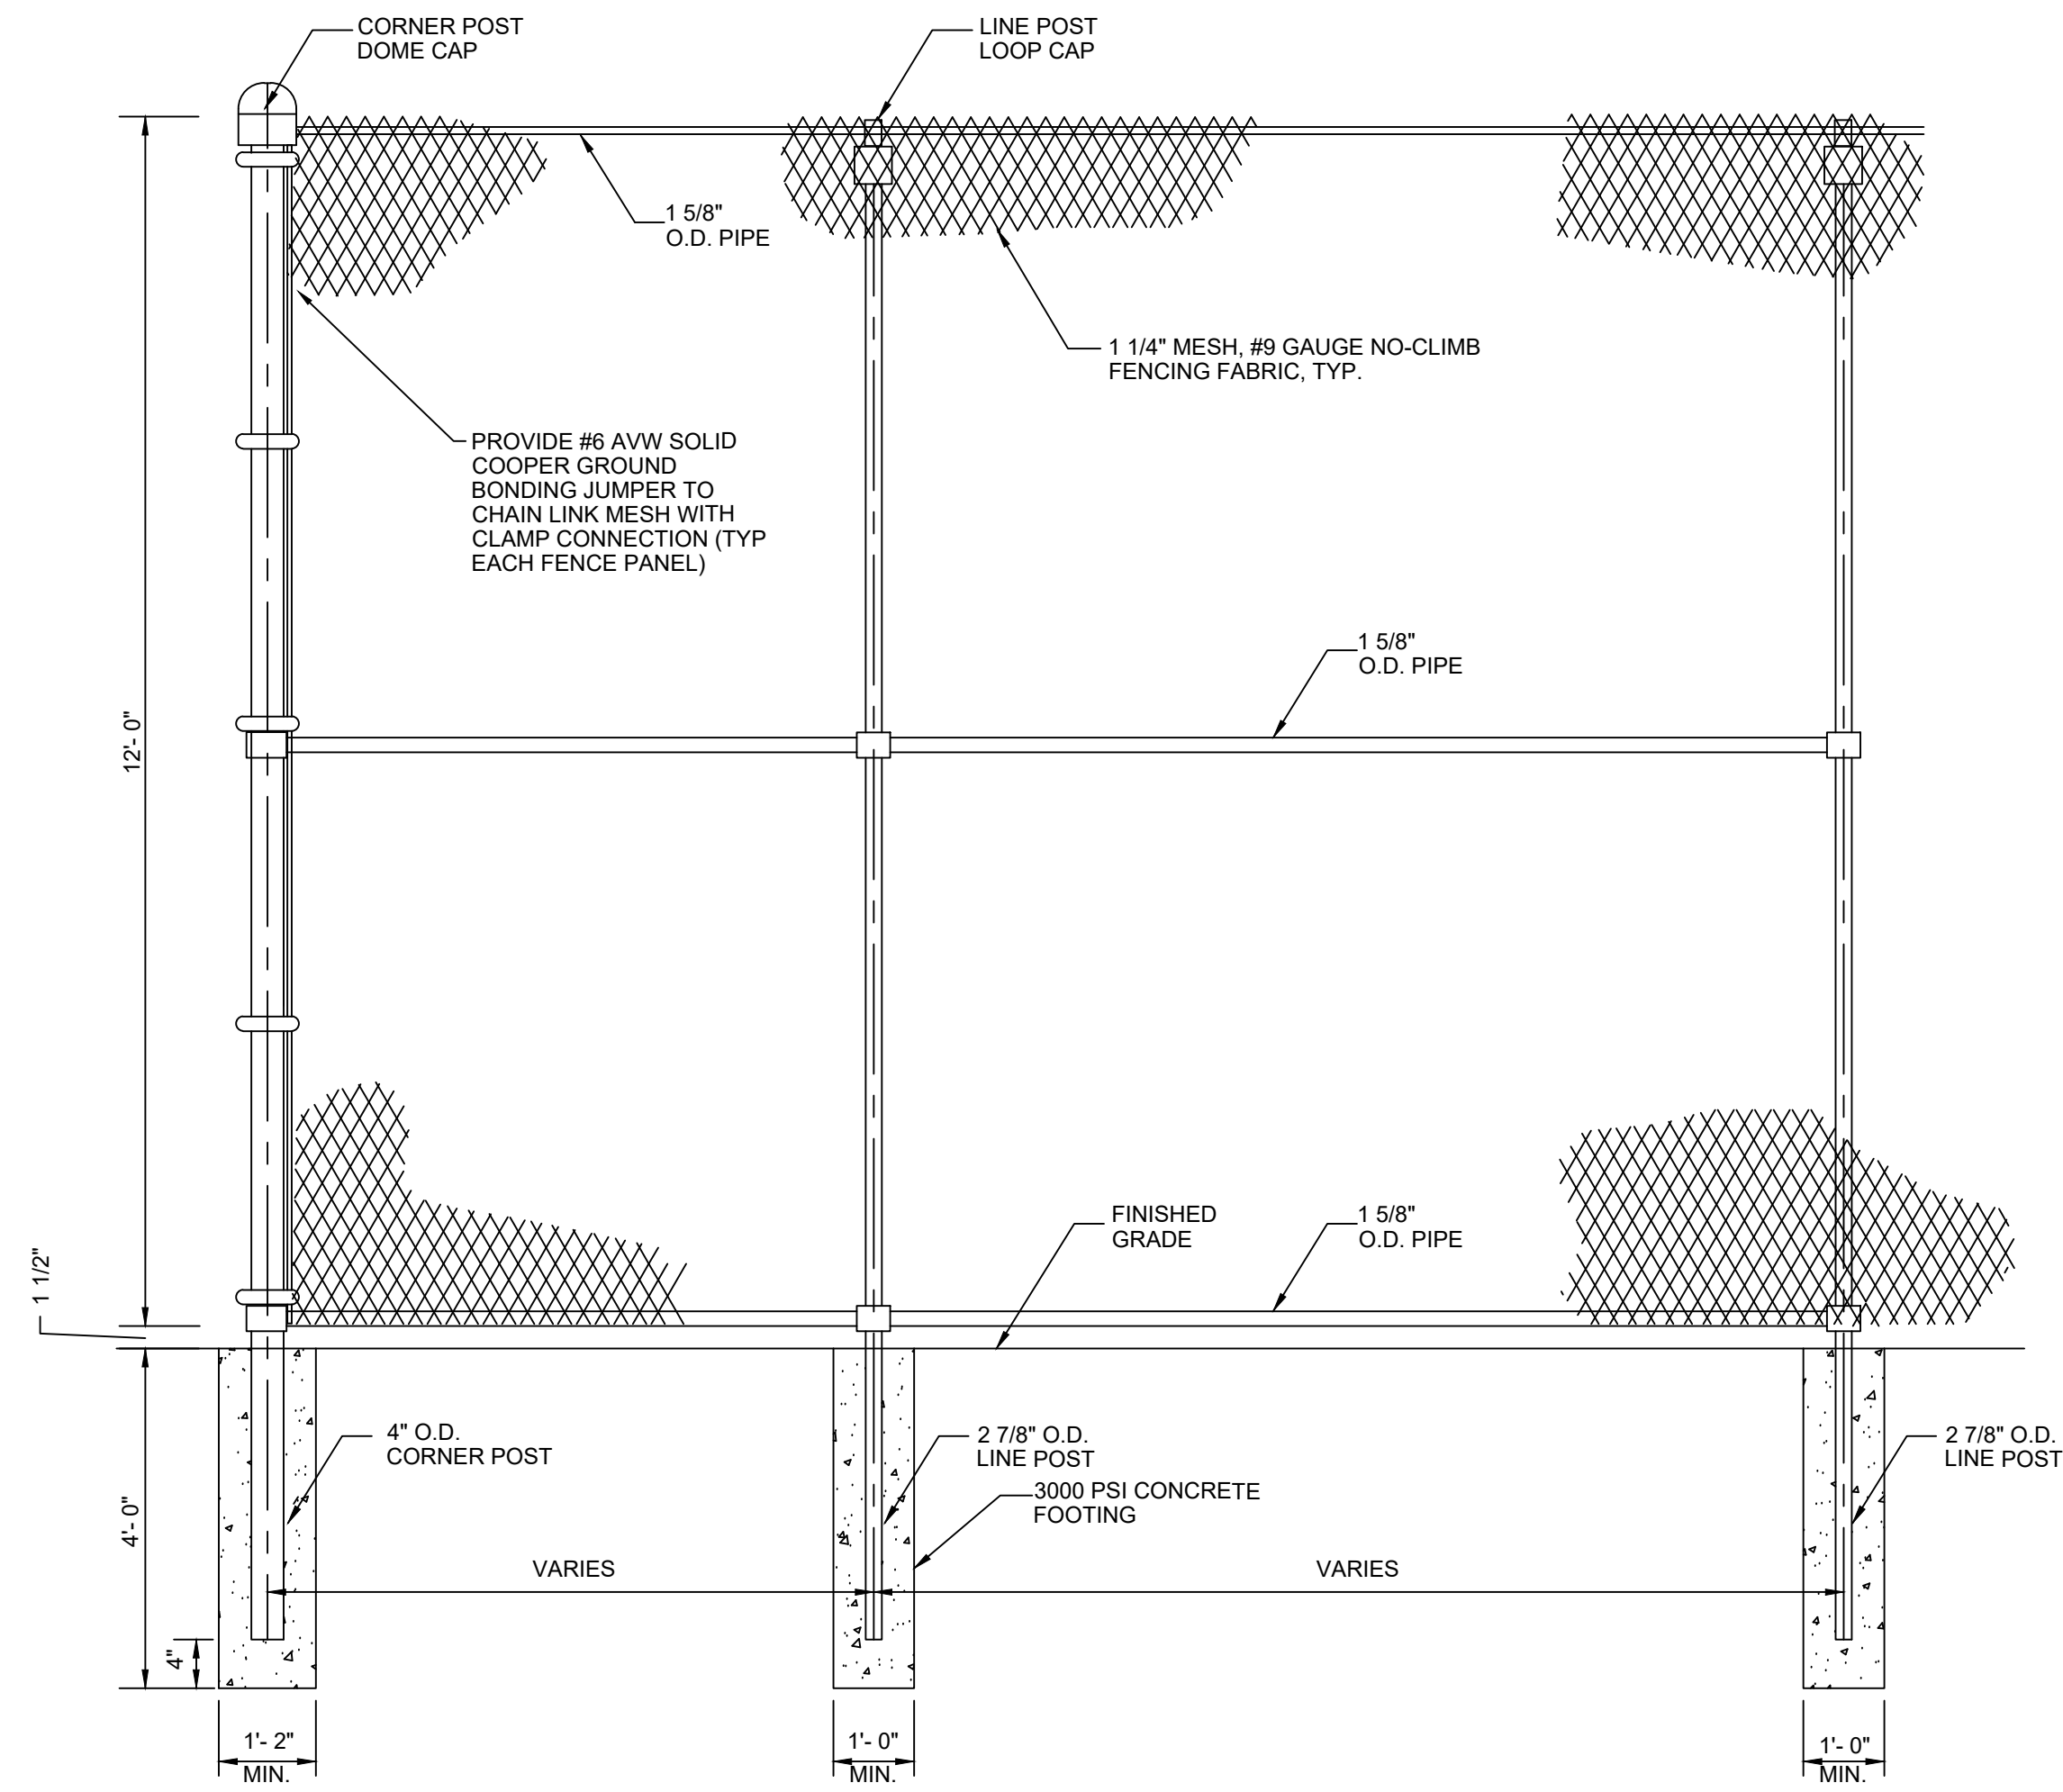 CORNER POST
DOME CAP
LINE POST
LOOP CAP
1 5/8"
O.D. PIPE
1 1/4" MESH, #9 GAUGE NO-CLIMB
FENCING FABRIC, TYP.
PROVIDE #6 AVW SOLID
COOPER GROUND
BONDING JUMPER TO
CHAIN LINK MESH WITH
CLAMP CONNECTION (TYP
EACH FENCE PANEL)
1 5/8"
O.D. PIPE
12'- 0"
FINISHED
GRADE
1 5/8"
O.D. PIPE
1 1/2"
4" O.D.
CORNER POST
2 7/8" O.D.
LINE POST
2 7/8" O.D.
LINE POST
3000 PSI CONCRETE
FOOTING
4'- 0"
VARIES
VARIES
4"
1'- 2"
MIN.
1'- 0"
MIN.
1'- 0"
MIN.